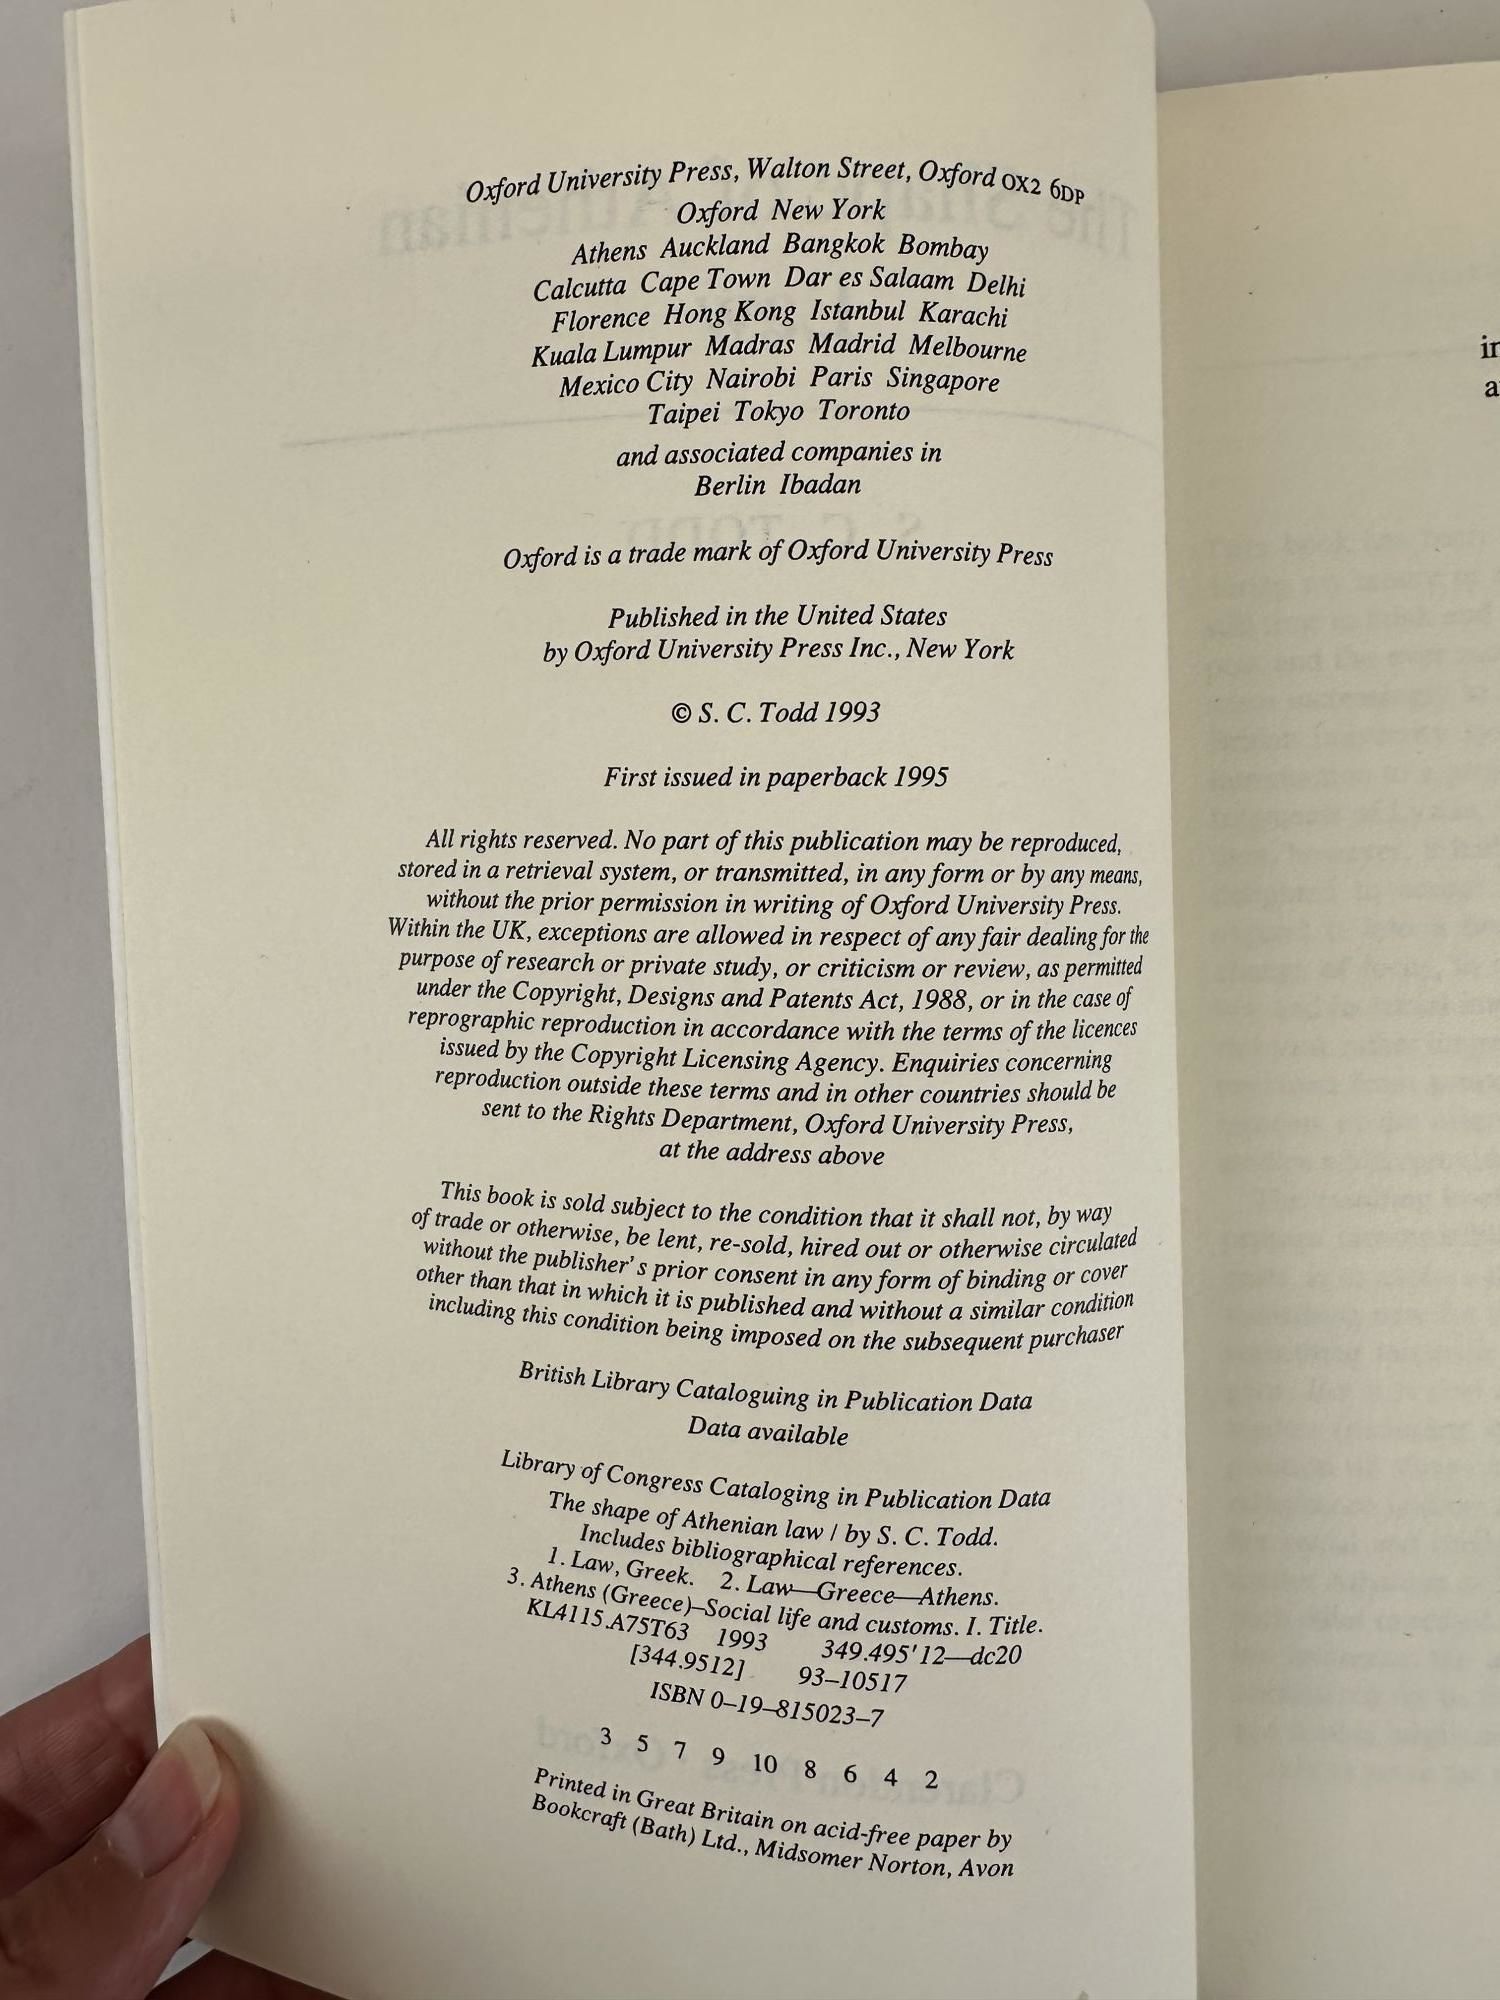 Oxford University Press, Walton Street, Oxford OX2 6DP
Oxford New York
Athens Auckland Bangkok Bombay
Calcutta Cape Town Dar es Salaam Delhi
Florence Hong Kong Istanbul Karachi
Kuala Lumpur Madras Madrid Melbourne
Mexico City Nairobi Paris Singapore
Taipei Tokyo Toronto
and associated companies in
Berlin Ibadan
Oxford is a trade mark of Oxford University Press
Published in the United States
by Oxford University Press Inc., New York
© S. C. Todd 1993
First issued in paperback 1995
All rights reserved. No part of this publication may be reproduced,
stored in a retrieval system, or transmitted, in any form or by any means,
without the prior permission in writing of Oxford University Press.
Within the UK, exceptions are allowed in respect of any fair dealing for the
purpose of research or private study, or criticism or review, as permitted
under the Copyright, Designs and Patents Act, 1988, or in the case of
reprographic reproduction in accordance with the terms of the licences
issued by the Copyright Licensing Agency. Enquiries concerning
reproduction outside these terms and in other countries should be
sent to the Rights Department, Oxford University Press,
at the address above
This book is sold subject to the condition that it shall not, by way
of trade or otherwise, be lent, re-sold, hired out or otherwise circulated
without the publisher's prior consent in any form of binding or cover
other than that in which it is published and without a similar condition
including this condition being imposed on the subsequent purchaser
British Library Cataloguing in Publication Data
Data available
Library of Congress Cataloging in Publication Data
The shape of Athenian law / by S. C. Todd.
Includes bibliographical references.
1. Law, Greek. 2. Law—Greece—Athens.
3. Athens (Greece)–Social life and customs. I. Title.
KL4115.A75T63 1993 349.495'12—dc20
[344.9512] 93–10517
ISBN 0–19–815023–7
3 5 7 9 10 8 6 4 2
Printed in Great Britain on acid-free paper by
Bookcraft (Bath) Ltd., Midsomer Norton, Avon